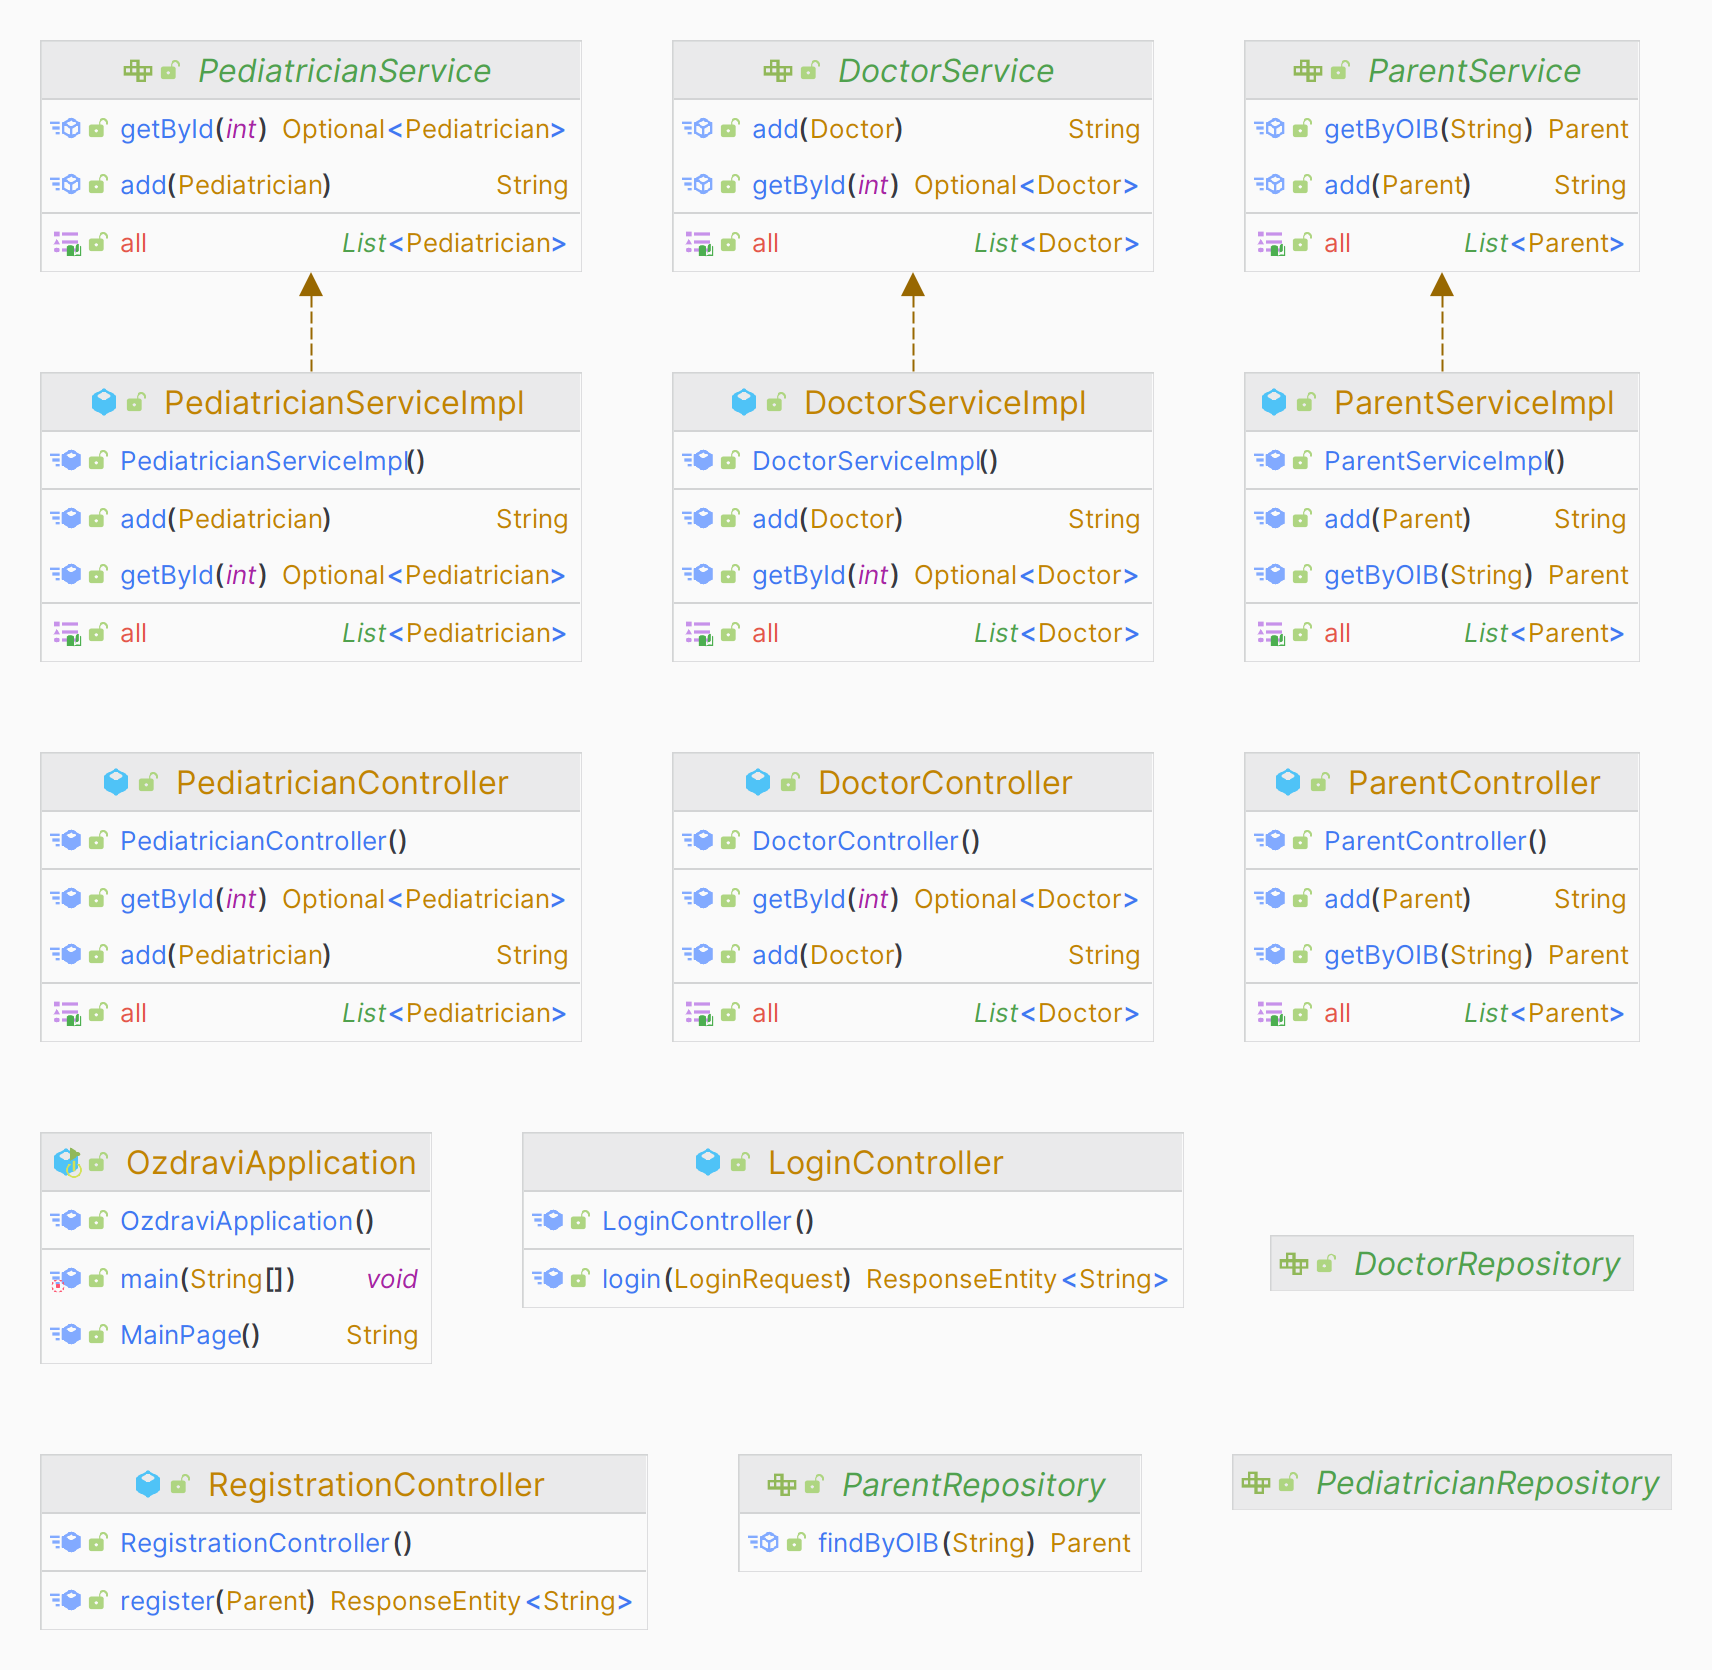 PediatricianService
getById(int) Optional<Pediatrician>
add(Pediatrician) String
all List<Pediatrician>
DoctorService
add(Doctor) String
getById(int) Optional<Doctor>
all List<Doctor>
ParentService
getByOIB(String) Parent
add(Parent) String
all List<Parent>
PediatricianServiceImpl
PediatricianServiceImpl()
add(Pediatrician) String
getById(int) Optional<Pediatrician>
all List<Pediatrician>
DoctorServiceImpl
DoctorServiceImpl()
add(Doctor) String
getById(int) Optional<Doctor>
all List<Doctor>
ParentServiceImpl
ParentServiceImpl()
add(Parent) String
getByOIB(String) Parent
all List<Parent>
PediatricianController
PediatricianController()
getById(int) Optional<Pediatrician>
add(Pediatrician) String
all List<Pediatrician>
DoctorController
DoctorController()
getById(int) Optional<Doctor>
add(Doctor) String
all List<Doctor>
ParentController
ParentController()
add(Parent) String
getByOIB(String) Parent
all List<Parent>
OzdraviApplication
OzdraviApplication()
main(String[]) void
MainPage() String
LoginController
LoginController()
login(LoginRequest) ResponseEntity<String>
DoctorRepository
RegistrationController
RegistrationController()
register(Parent) ResponseEntity<String>
ParentRepository
findByOIB(String) Parent
PediatricianRepository